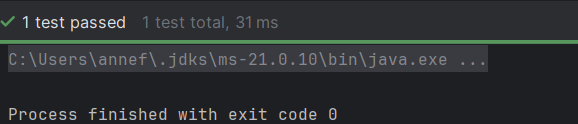 1 test passed 1 test total, 31 ms
C:\Users\annef\.jdks\ms-21.0.10\bin\java.exe ...
Process finished with exit code 0